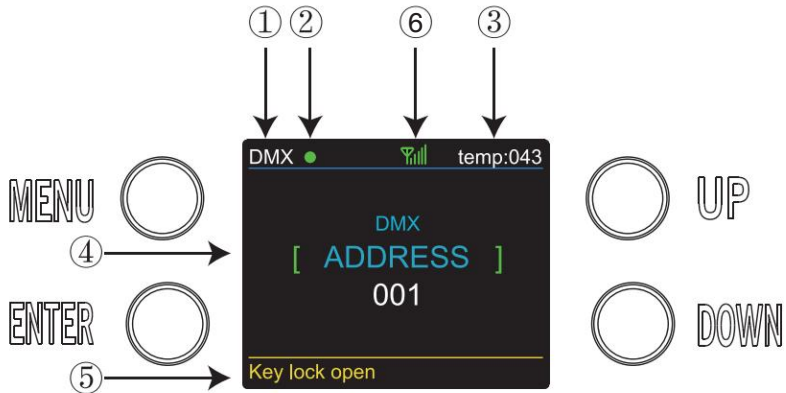 ① ② ⑥ ③
DMX temp:043
MENU UP
DMX
④ [ ADDRESS ]
001
ENTER DOWN
⑤ Key lock open